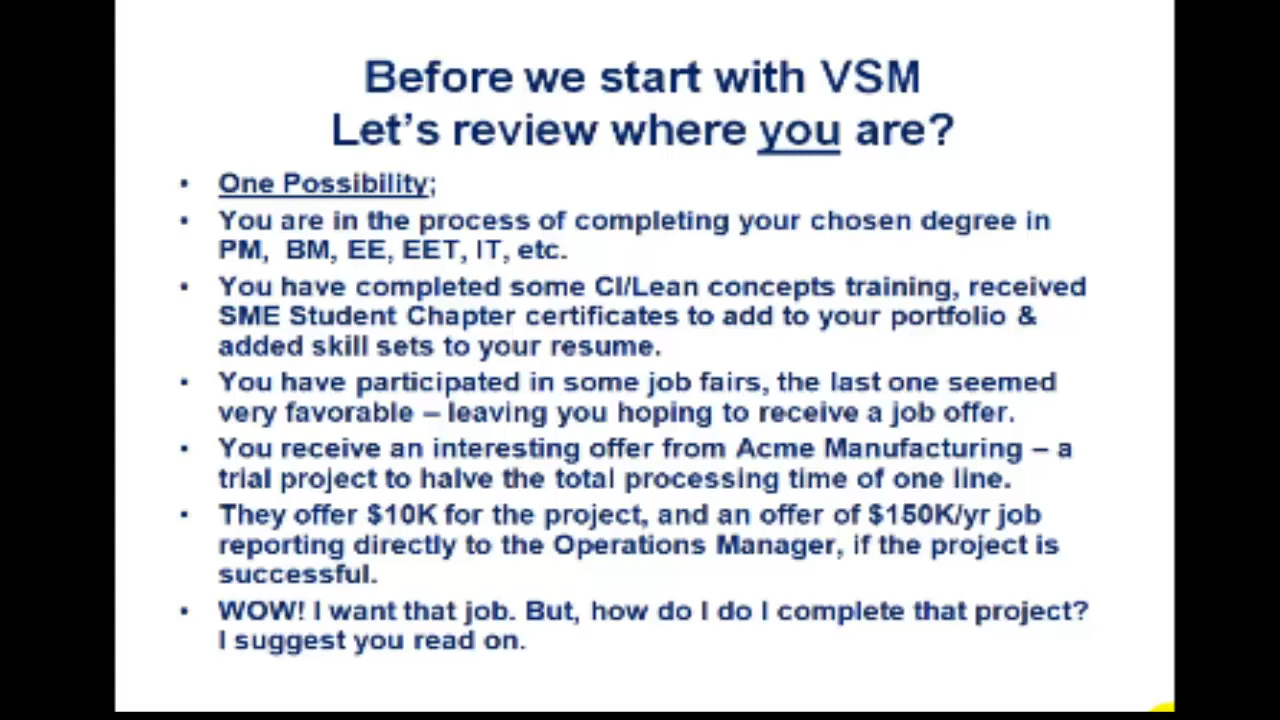 Before we start with VSM
Let's review where you are?
• One Possibility;
• You are in the process of completing your chosen degree in
PM, BM, EE, EET, IT, etc.
• You have completed some CI/Lean concepts training, received
SME Student Chapter certificates to add to your portfolio &
added skill sets to your resume.
• You have participated in some job fairs, the last one seemed
very favorable – leaving you hoping to receive a job offer.
• You receive an interesting offer from Acme Manufacturing – a
trial project to halve the total processing time of one line.
• They offer $10K for the project, and an offer of $150K/yr job
reporting directly to the Operations Manager, if the project is
successful.
• WOW! I want that job. But, how do I do I complete that project?
I suggest you read on.